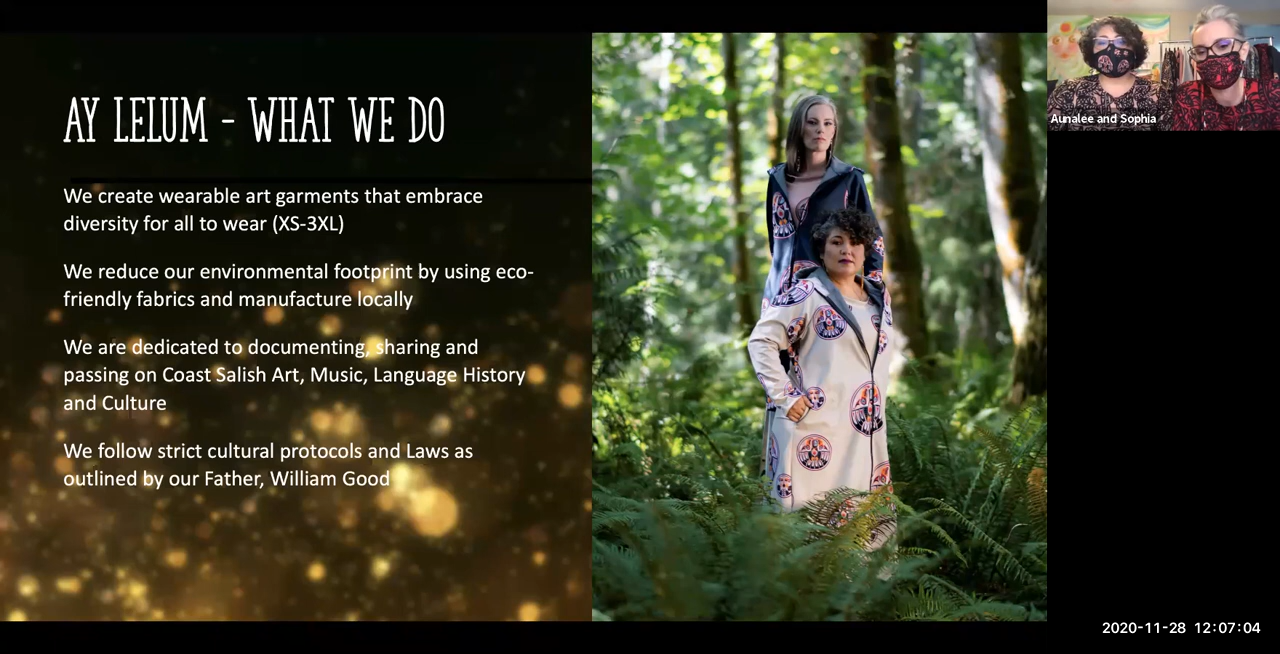 AY LELUM - WHAT WE DO
We create wearable art garments that embrace
diversity for all to wear (XS-3XL)
We reduce our environmental footprint by using eco-
friendly fabrics and manufacture locally
We are dedicated to documenting, sharing and
passing on Coast Salish Art, Music, Language History
and Culture
We follow strict cultural protocols and Laws as
outlined by our Father, William Good
Aunalee and Sophia
2020-11-28 12:07:04